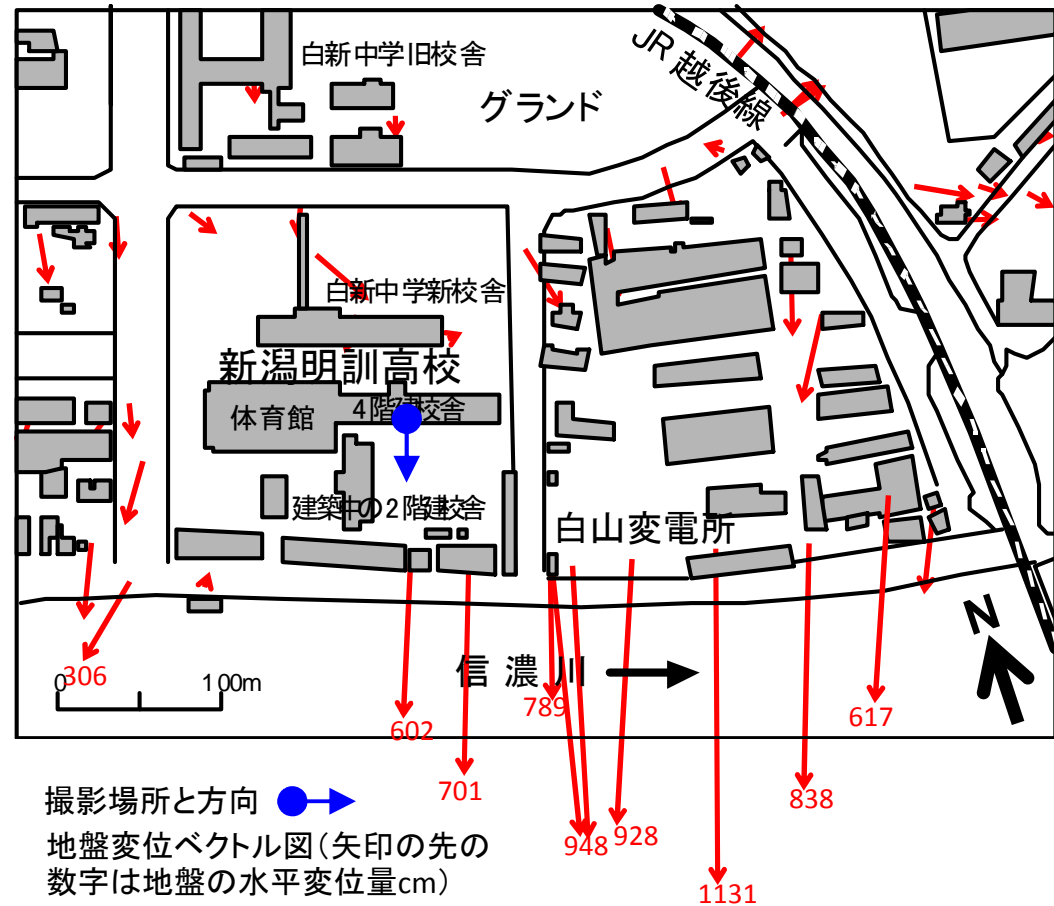 白新中学旧校舎
グランド
JR越後線
白新中学新校舎
新潟明訓高校
体育館
4階建校舎
建築中の2階建校舎
白山変電所
信濃川
N
0
100m
306
602
701
789
948
928
1131
838
617
撮影場所と方向
地盤変位ベクトル図(矢印の先の
数字は地盤の水平変位量cm)